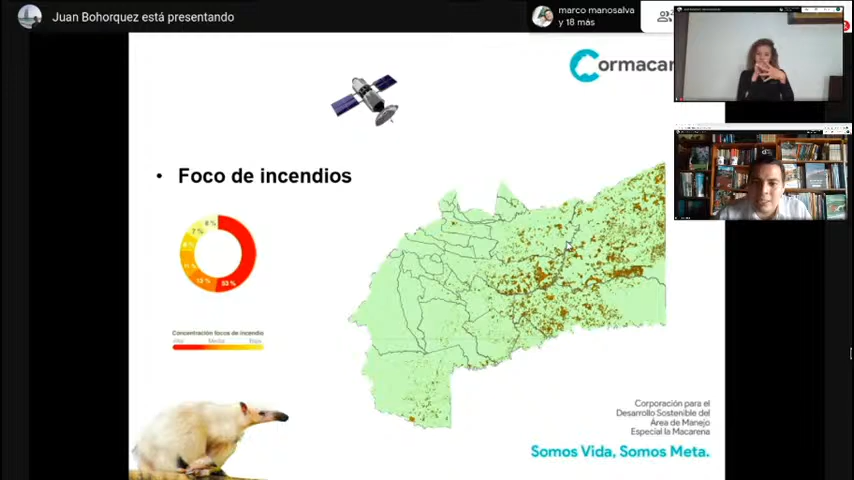 Juan Bohorquez está presentando
marco manosalva
y 18 más
Cormacar
• Foco de incendios
6 %
7 %
13 %
53 %
Concentración focos de incendio
Alta Media Baja
Corporación para el
Desarrollo Sostenible del
Área de Manejo
Especial la Macarena
Somos Vida, Somos Meta.